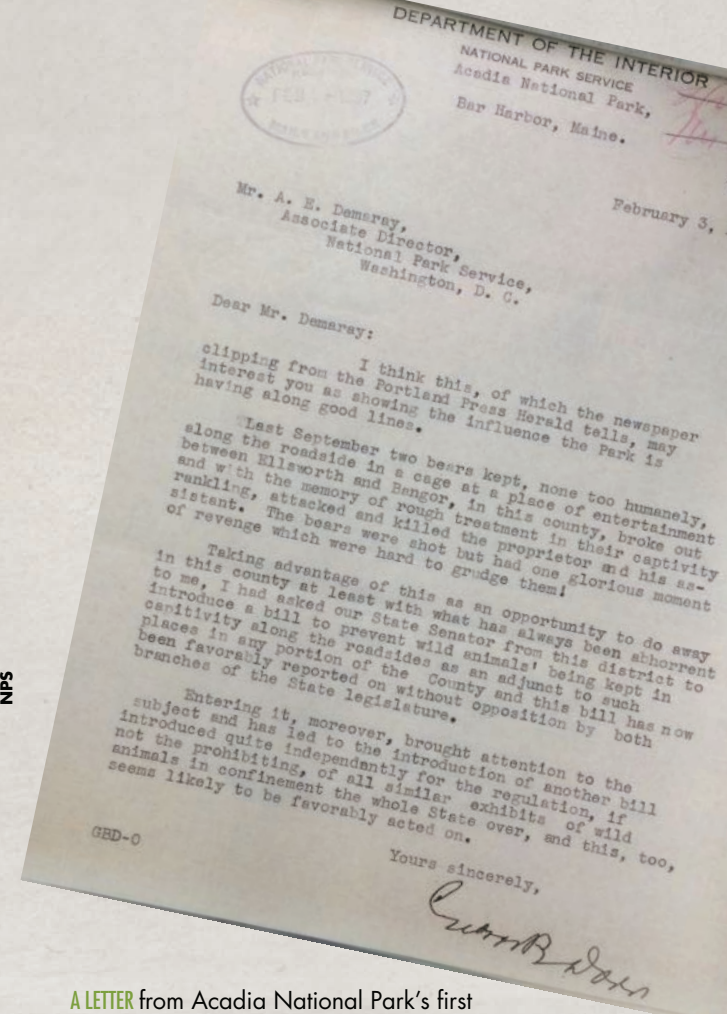 DEPARTMENT OF THE INTERIOR
NATIONAL PARK SERVICE
Acadia National Park,
Bar Harbor, Maine.
NATIONAL PARK SERVICE
FEB
February 3,
Mr. A. E. Demaray,
Associate Director,
National Park Service,
Washington, D. C.
Dear Mr. Demaray:
I think this, of which the newspaper
clipping from the Portland Press Herald tells, may
interest you as showing the influence the Park is
having along good lines.
Last September two bears kept, none too humanely,
along the roadside in a cage at a place of entertainment
between Ellsworth and Bangor, in this county, broke out
and with the memory of rough treatment in their captivity
rankling, attacked and killed the proprietor and his as-
sistant. The bears were shot but had one glorious moment
of revenge which were hard to grudge them!
Taking advantage of this as an opportunity to do away
in this county at least with what has always been abhorrent
to me, I had asked our State Senator from this district to
introduce a bill to prevent wild animals' being kept in
capitivity along the roadsides as an adjunct to such
places in any portion of the County and this bill has now
been favorably reported on without opposition by both
branches of the State legislature.
Entering it, moreover, brought attention to the
subject and has led to the introduction of another bill
introduced quite independently for the regulation, if
not the prohibiting, of all similar exhibits of wild
animals in confinement the whole State over, and this, too,
seems likely to be favorably acted on.
GBD-O
Yours sincerely,
George B Dorr
NPS
A LETTER from Acadia National Park's first